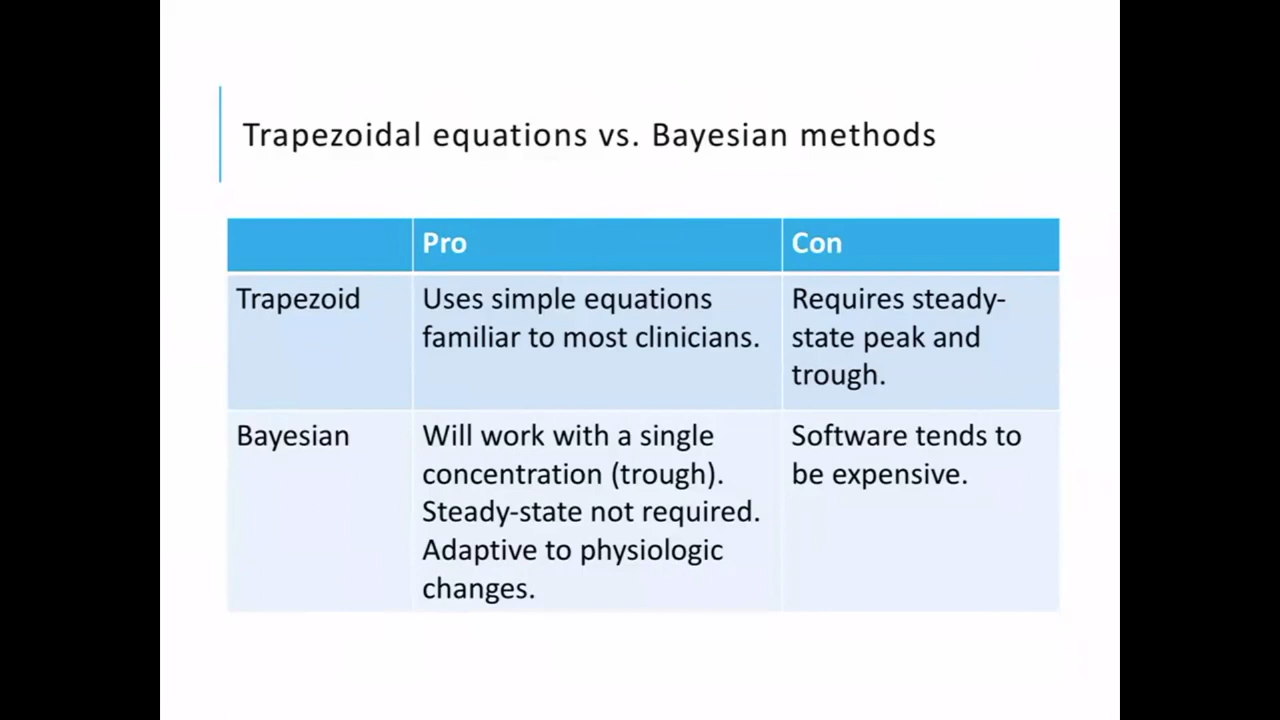 Trapezoidal equations vs. Bayesian methods
Pro
Con
Trapezoid
Uses simple equations
familiar to most clinicians.
Requires steady-
state peak and
trough.
Bayesian
Will work with a single
concentration (trough).
Steady-state not required.
Adaptive to physiologic
changes.
Software tends to
be expensive.